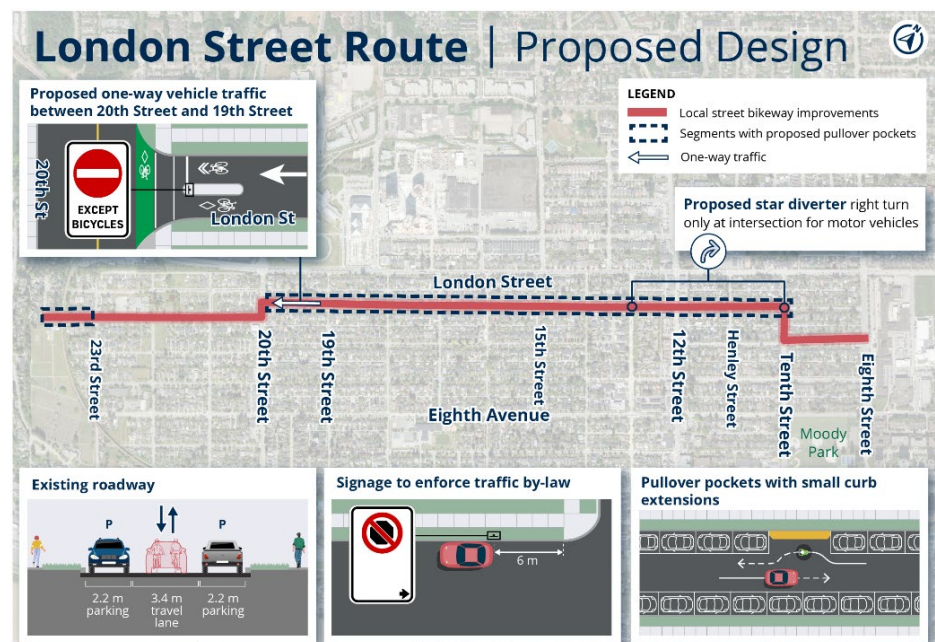 London Street Route | Proposed Design
Proposed one-way vehicle traffic
between 20th Street and 19th Street
20th St
EXCEPT
BICYCLES
London St
LEGEND
Local street bikeway improvements
Segments with proposed pullover pockets
One-way traffic
Proposed star diverter right turn
only at intersection for motor vehicles
London Street
23rd Street
20th Street
19th Street
15th Street
12th Street
Henley Street
Tenth Street
Eighth Street
Eighth Avenue
Moody
Park
Existing roadway
P
P
2.2 m
parking
3.4 m
travel
lane
2.2 m
parking
Signage to enforce traffic by-law
6 m
Pullover pockets with small curb
extensions